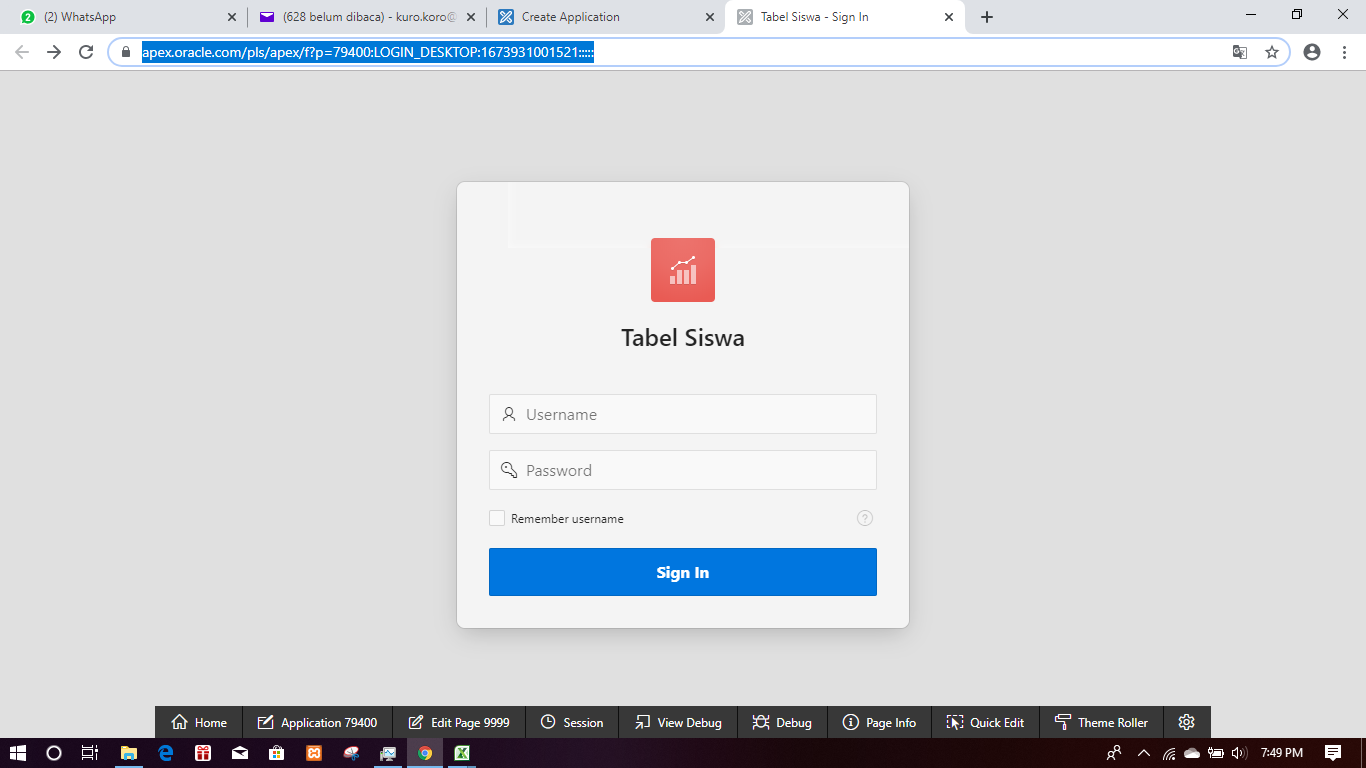 (2) WhatsApp
(628 belum dibaca) - kuro.koro@
Create Application
Tabel Siswa - Sign In
apex.oracle.com/pls/apex/f?p=79400:LOGIN_DESKTOP:1673931001521:::::
Tabel Siswa
Username
Password
Remember username
?
Sign In
Home
Application 79400
Edit Page 9999
Session
View Debug
Debug
Page Info
Quick Edit
Theme Roller
7:49 PM